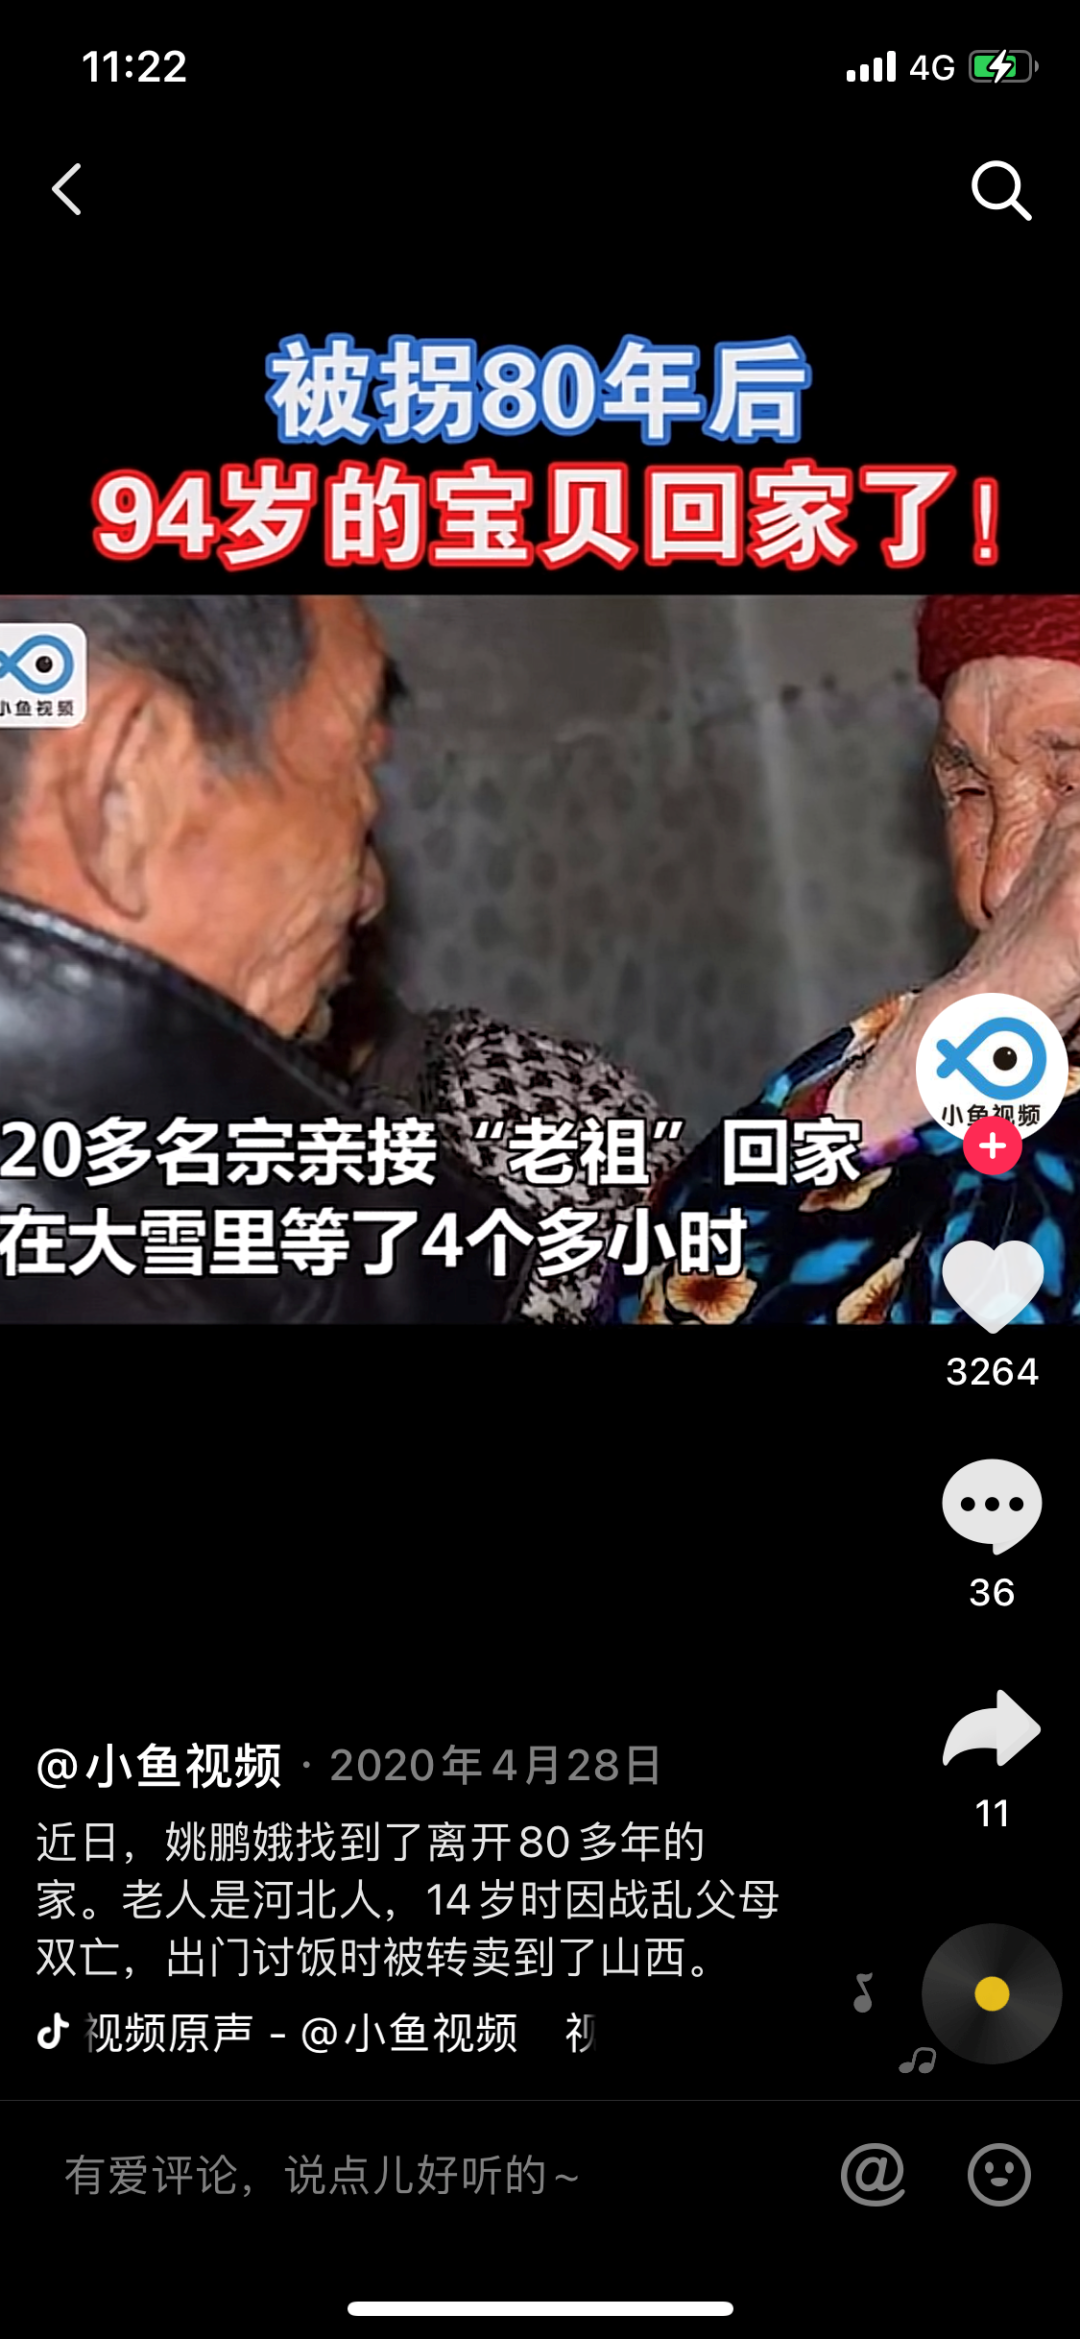 11:22
4G
被拐80年后
94岁的宝贝回家了！
小鱼视频
小鱼视频
20多名宗亲接“老祖”回家
在大雪里等了4个多小时
3264
36
11
@小鱼视频 · 2020年4月28日
近日，姚鹏娥找到了离开80多年的
家。老人是河北人，14岁时因战乱父母
双亡，出门讨饭时被转卖到了山西。
视频原声 - @小鱼视频 视
有爱评论，说点儿好听的～